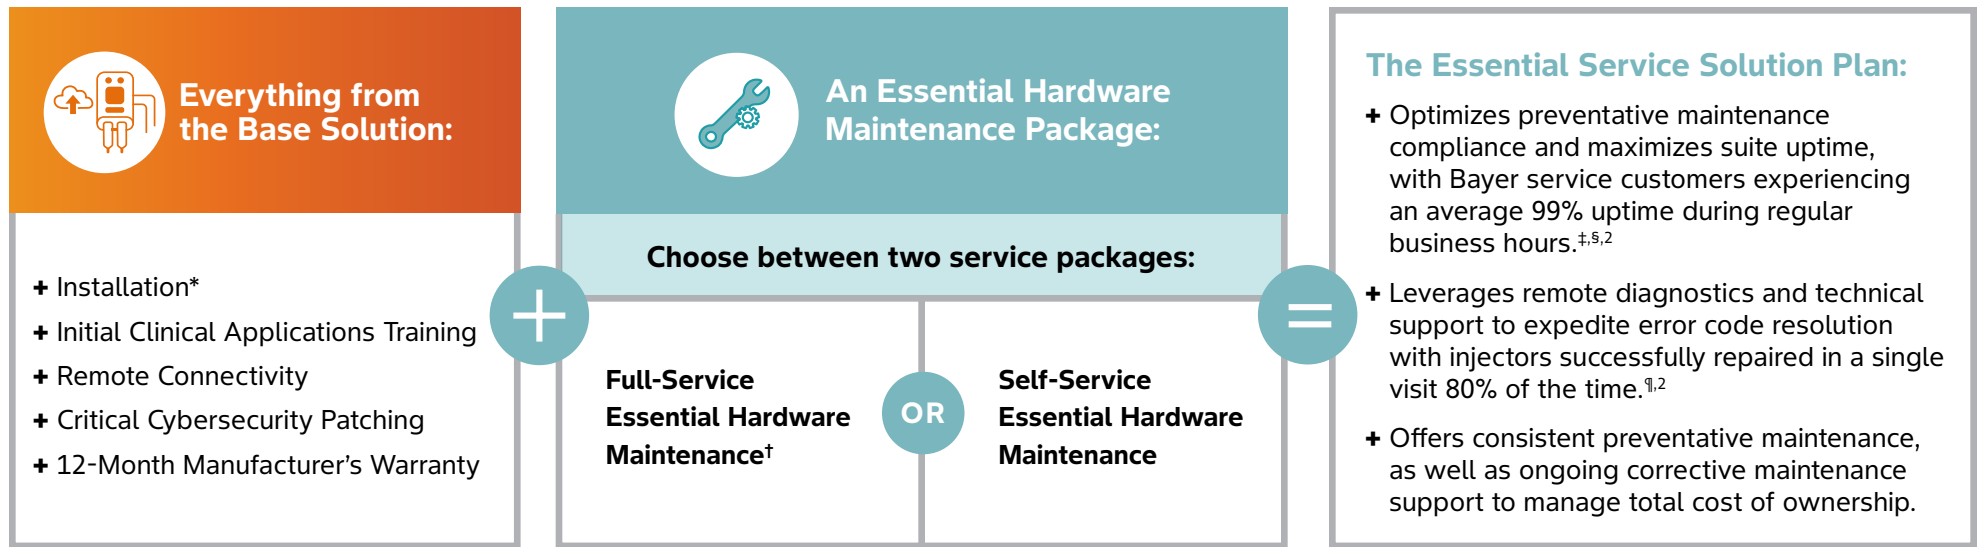 Everything from
the Base Solution:
+ Installation*
+ Initial Clinical Applications Training
+ Remote Connectivity
+ Critical Cybersecurity Patching
+ 12-Month Manufacturer’s Warranty
+
An Essential Hardware
Maintenance Package:
Choose between two service packages:
Full-Service
Essential Hardware
Maintenance†
OR
Self-Service
Essential Hardware
Maintenance
=
The Essential Service Solution Plan:
+ Optimizes preventative maintenance
compliance and maximizes suite uptime,
with Bayer service customers experiencing
an average 99% uptime during regular
business hours.‡,§,2
+ Leverages remote diagnostics and technical
support to expedite error code resolution
with injectors successfully repaired in a single
visit 80% of the time.¶,2
+ Offers consistent preventative maintenance,
as well as ongoing corrective maintenance
support to manage total cost of ownership.